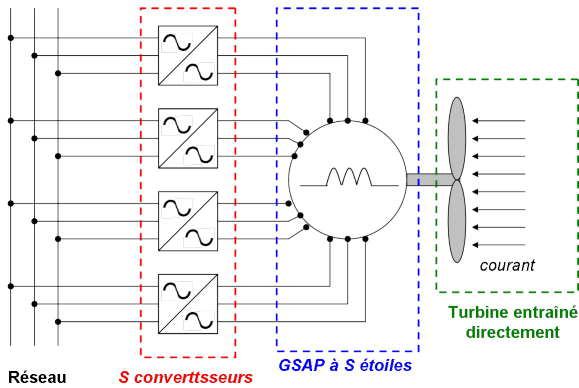 courant
Turbine entraîné
directement
GSAP à S étoiles
Réseau
S converttsseurs